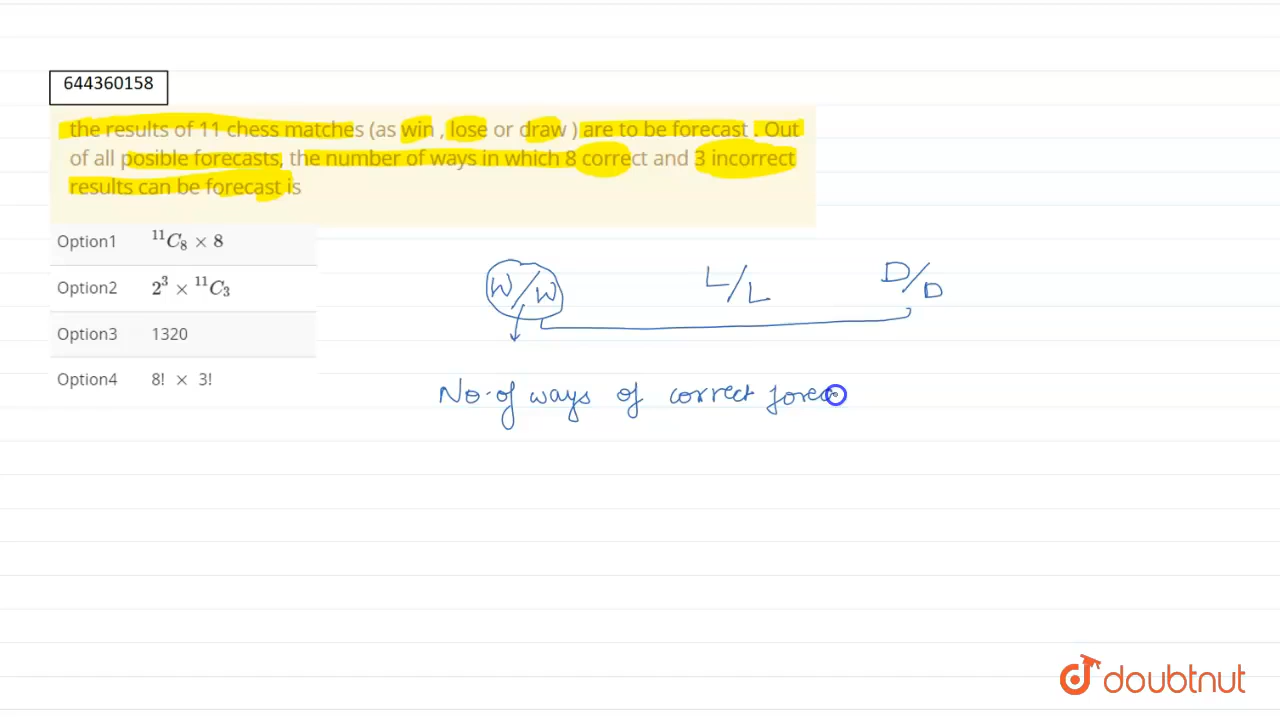 644360158
the results of 11 chess matches (as win , lose or draw ) are to be forecast . Out
of all posible forecasts, the number of ways in which 8 correct and 3 incorrect
results can be forecast is
Option1 ¹¹C₈ × 8
Option2 2³ × ¹¹C₃
Option3 1320
Option4 8! × 3!
W/W L/L D/D
No. of ways of correct forec
doubtnut